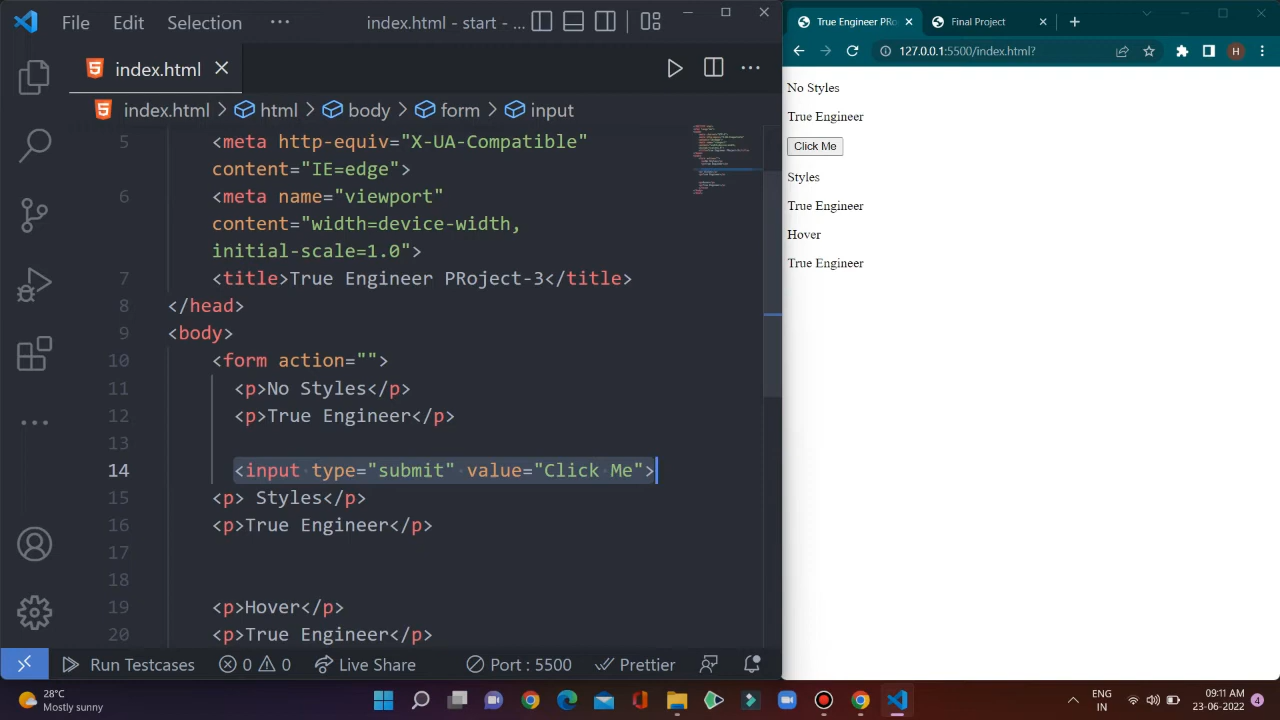 File Edit Selection ··· index.html - start - ...
index.html
index.html > html > body > form > input
5 <meta http-equiv="X-UA-Compatible"
content="IE=edge">
6 <meta name="viewport"
content="width=device-width,
initial-scale=1.0">
7 <title>True Engineer PRoject-3</title>
8 </head>
9 <body>
10 <form action="">
11 <p>No Styles</p>
12 <p>True Engineer</p>
13
14 <input type="submit" value="Click Me">
15 <p> Styles</p>
16 <p>True Engineer</p>
17
18
19 <p>Hover</p>
20 <p>True Engineer</p>
Run Testcases 0 0 Live Share Port : 5500 Prettier
True Engineer PRo Final Project
127.0.0.1:5500/index.html? H
No Styles
True Engineer
Click Me
Styles
True Engineer
Hover
True Engineer
28°C
Mostly sunny
ENG
IN
09:11 AM
23-06-2022
4